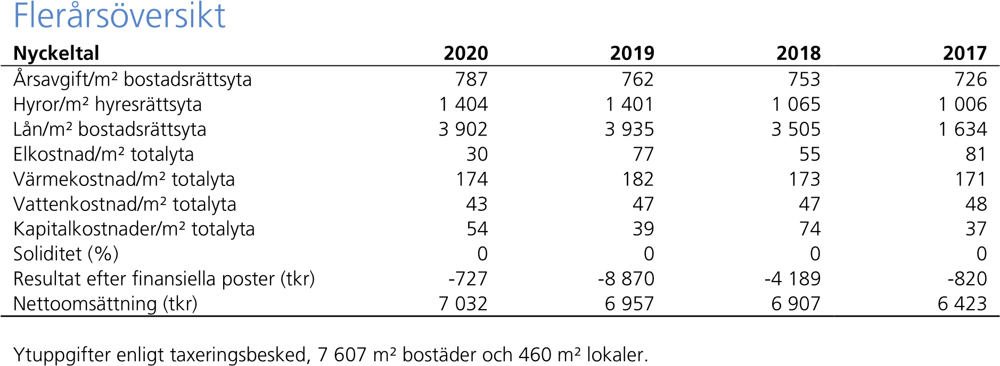 Flerårsöversikt
Nyckeltal 2020 2019 2018 2017
Årsavgift/m² bostadsrättsyta 787 762 753 726
Hyror/m² hyresrättsyta 1 404 1 401 1 065 1 006
Lån/m² bostadsrättsyta 3 902 3 935 3 505 1 634
Elkostnad/m² totalyta 30 77 55 81
Värmekostnad/m² totalyta 174 182 173 171
Vattenkostnad/m² totalyta 43 47 47 48
Kapitalkostnader/m² totalyta 54 39 74 37
Soliditet (%) 0 0 0 0
Resultat efter finansiella poster (tkr) -727 -8 870 -4 189 -820
Nettoomsättning (tkr) 7 032 6 957 6 907 6 423
Ytuppgifter enligt taxeringsbesked, 7 607 m² bostäder och 460 m² lokaler.